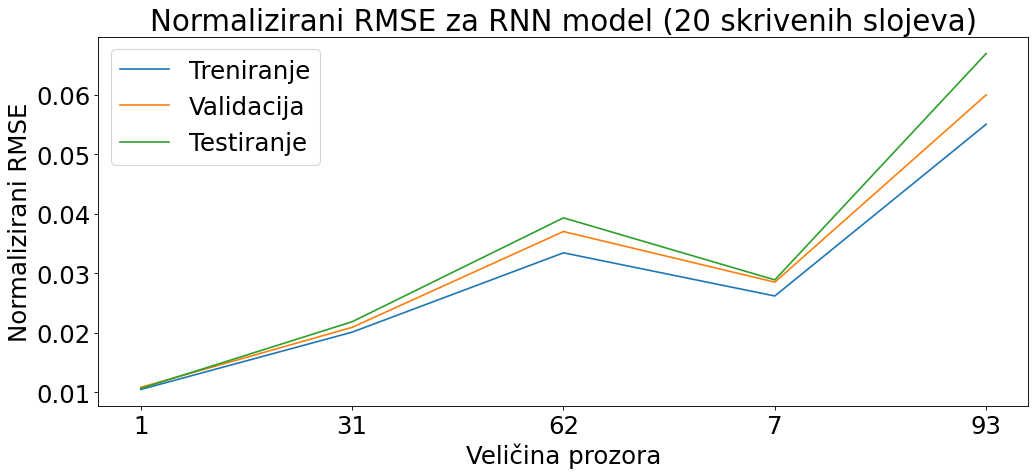 Normalizirani RMSE za RNN model (20 skrivenih slojeva)
Treniranje
Validacija
Testiranje
Normalizirani RMSE
0.06
0.05
0.04
0.03
0.02
0.01
1 31 62 7 93
Veličina prozora